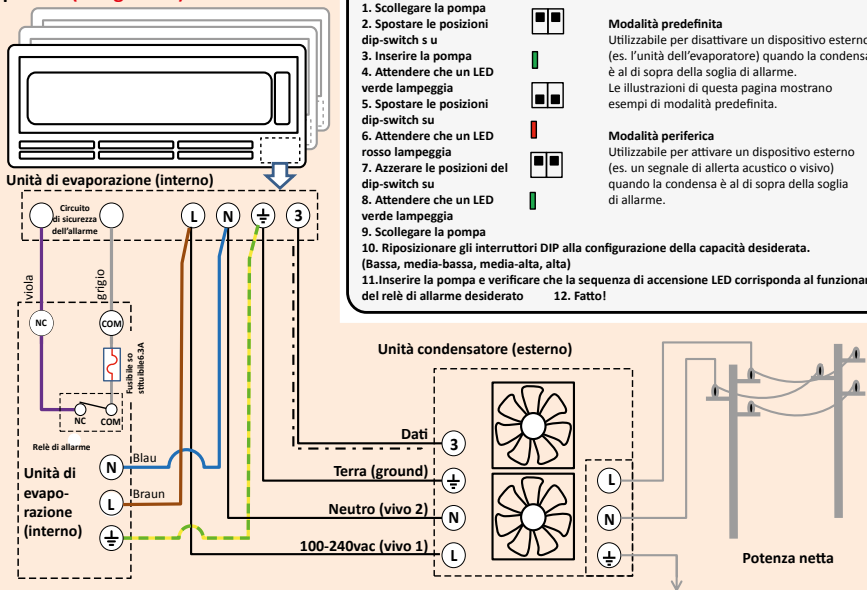 1. Scollegare la pompa
2. Spostare le posizioni
dip-switch s u
3. Inserire la pompa
4. Attendere che un LED
verde lampeggia
5. Spostare le posizioni
dip-switch su
6. Attendere che un LED
rosso lampeggia
7. Azzerare le posizioni del
dip-switch su
8. Attendere che un LED
verde lampeggia
9. Scollegare la pompa
10. Riposizionare gli interruttori DIP alla configurazione della capacità desiderata.
(Bassa, media-bassa, media-alta, alta)
11.Inserire la pompa e verificare che la sequenza di accensione LED corrisponda al
del relè di allarme desiderato 12. Fatto!
Modalità predefinita
Utilizzabile per disattivare un dispositivo esterno
(es. l'unità dell'evaporatore) quando la
è al di sopra della soglia di allarme.
Le illustrazioni di questa pagina mostrano
esempi di modalità predefinita.
Modalità periferica
Utilizzabile per attivare un dispositivo esterno
(es. un segnale di allerta acustico o visivo)
quando la condensa è al di sopra della soglia
di allarme.
Unità di evaporazione (interno)
Circuito
di sicurezza
dell'allarme
L
N
3
viola
grigio
NC
COM
Fusibile so
stituibile6.3A
NC
COM
Relè di allarme
Unità di
evapo-
razione
(interno)
N
Blau
L
Braun
Unità condensatore (esterno)
Dati
3
Terra (ground)
Neutro (vivo 2)
N
100-240vac (vivo 1)
L
L
N
Potenza netta